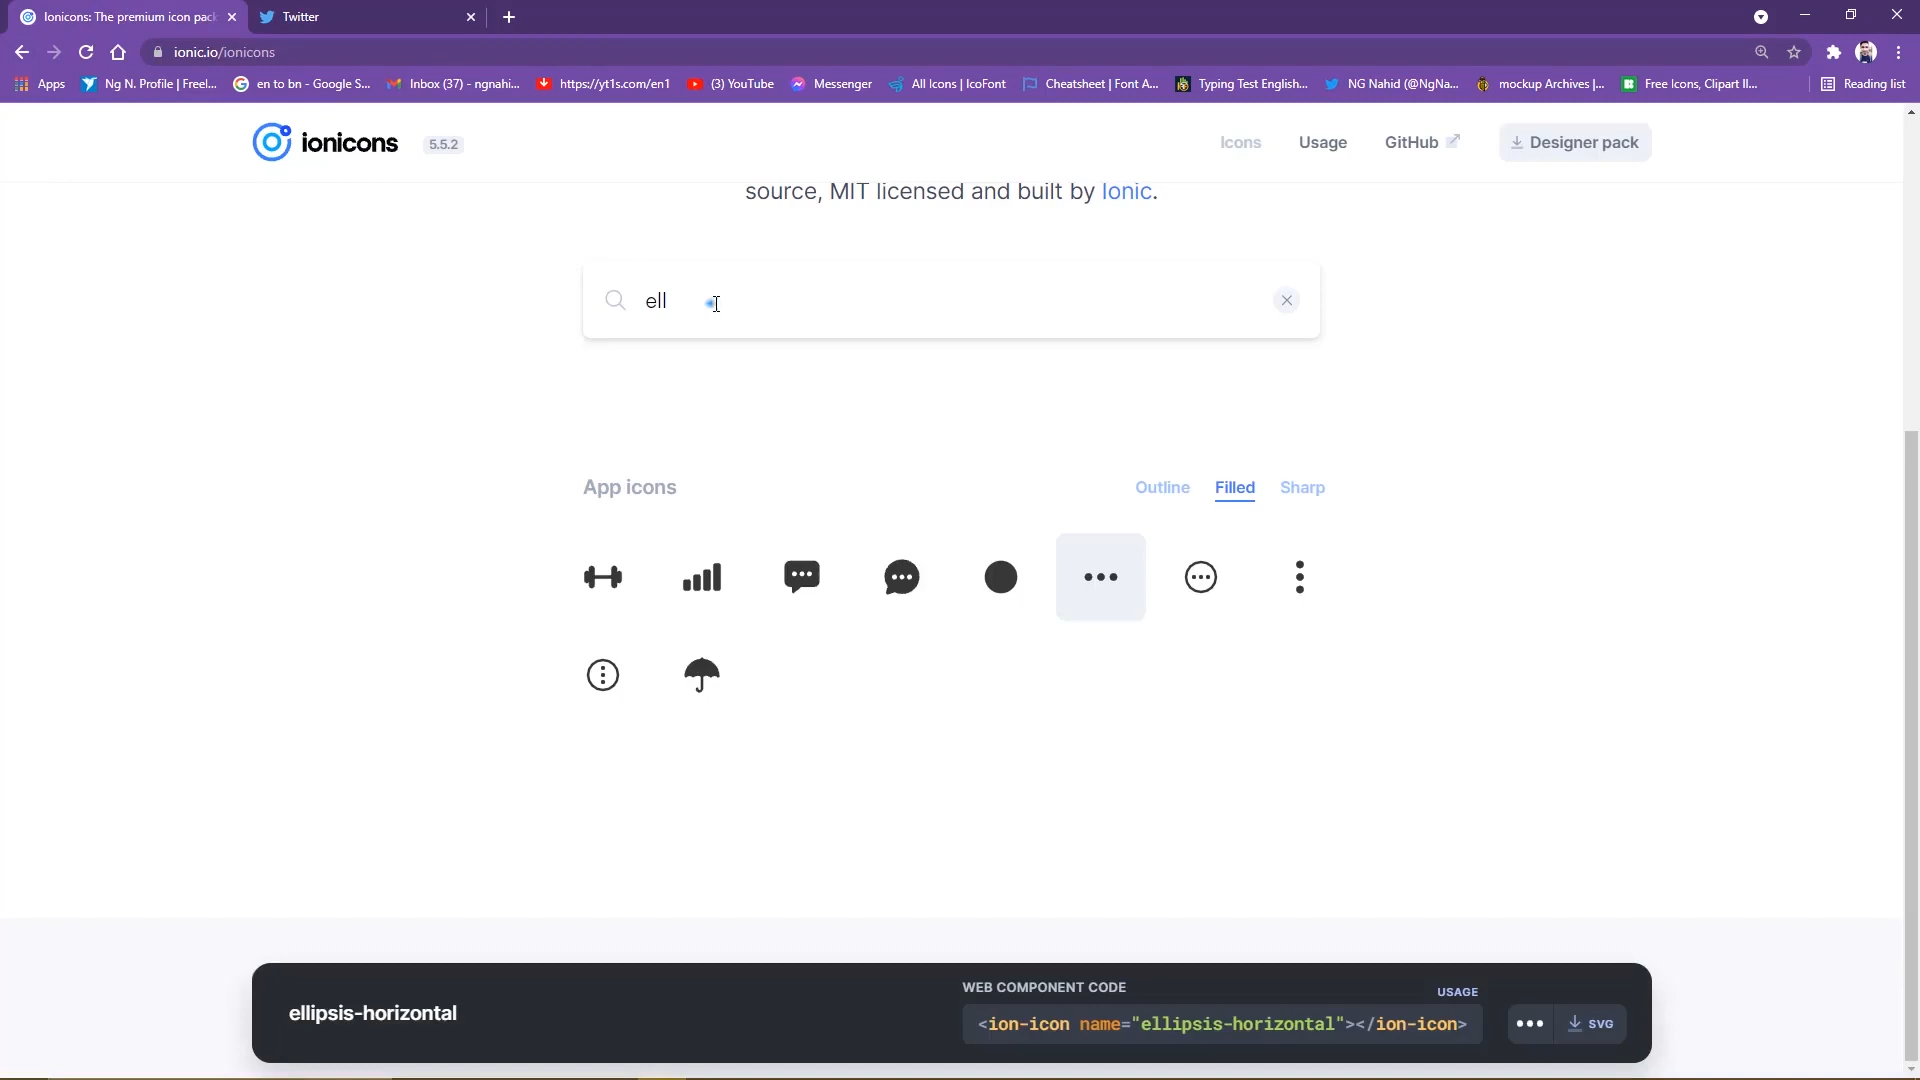 Ionicons: The premium icon pac
Twitter
ionic.io/ionicons
Apps
Ng N. Profile | Freel...
en to bn - Google S...
Inbox (37) - ngnahi...
https://yt1s.com/en1
(3) YouTube
Messenger
All Icons | IcoFont
Cheatsheet | Font A...
Typing Test English...
NG Nahid (@NgNa...
mockup Archives |...
Free Icons, Clipart Il...
Reading list
ionicons
5.5.2
Icons
Usage
GitHub
Designer pack
source, MIT licensed and built by Ionic.
ell
App icons
Outline
Filled
Sharp
ellipsis-horizontal
WEB COMPONENT CODE
USAGE
<ion-icon name="ellipsis-horizontal"></ion-icon>
SVG